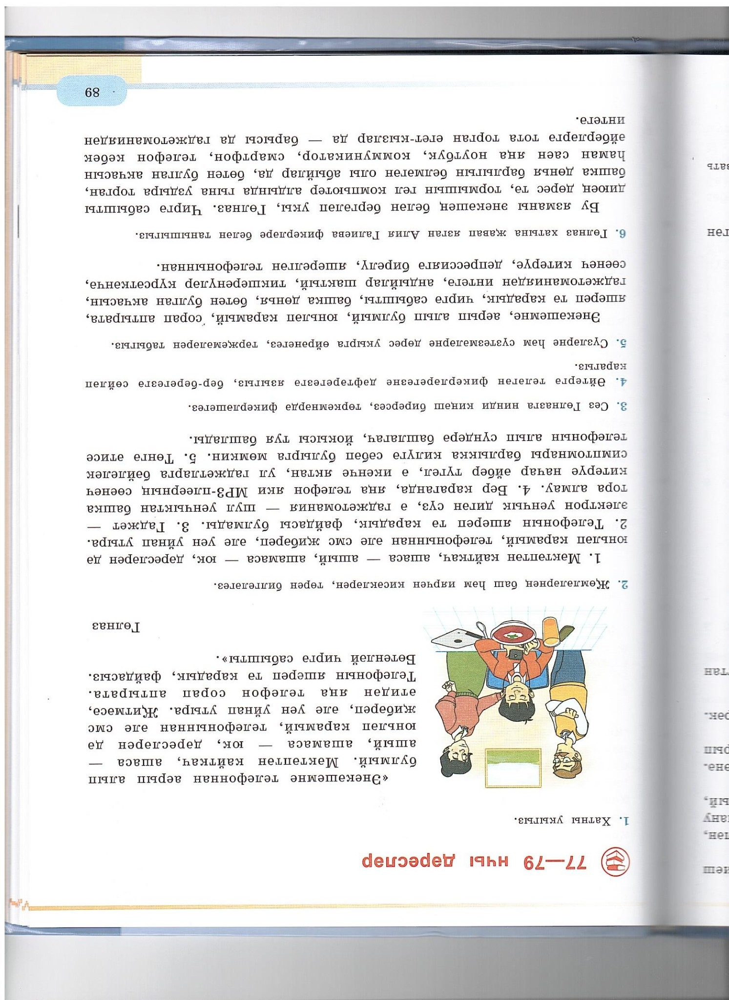 77—79 нчы дәресләр
1. Хатны укыгыз.
«Энекәшемне телефоннан аерып алып
булмый. Мәктәптән кайткач, ашаса —
ашый, ашамаса — юк, дәресләрен дә
юньләп карамый, телефоныннан әле смс
җибәреп, әле уен уйнап утыра. Җитмәсә,
әтидән яңа телефон сорап аптырата.
Телефонын яшереп тә карадык, файдасыз.
Бөтенләй чиргә сабышты».
Гөлназ
2. Җөмләләрнең баш һәм иярчен кисәкләрен, төрен билгеләгез.
1. Мәктәптән кайткач, ашаса — ашый, ашамаса — юк, дәресләрен дә
юньләп карамый, телефоныннан әле смс җибәреп, әле уен уйнап утыра.
2. Телефонын яшереп тә карадык, файдасы булмады. 3. Гаджет —
электрон уенчык дигән сүз, ә гаджетомания — шул уенчыктан башка
тора алмау. 4. Бер караганда, яңа телефон яки МР3-плеерның сөенеч
китерүе начар әйбер түгел, ә икенче яктан, ул гаджетларга бәйлелек
симптомнары барлыкка килүгә сәбәп булырга мөмкин. 5. Төнгә әтисе
телефонын алып сүндерә башлагач, йокысы туя башлады.
3. Сез Гөлназга нинди киңәш бирерсез, төркемнәрдә фикерләшегез.
4. Әйтергә теләгән фикерләрегезне дәфтәрегезгә языгыз, бер-берегезгә сөйләп
карагыз.
5. Сүзләрне һәм сүзтезмәләрне дөрес укырга өйрәнегез, тәрҗемәләрен табыгыз.
Энекәшемне, аерып алып булмый, юньләп карамый, сорап аптырата,
яшереп тә карадык, чиргә сабышты, башка дөнья, бөтен булган акчасын,
гаджетоманиядән интегә, андыйлар шактый, тикшеренүләр күрсәткәнчә,
сөенеч китерүе, депрессиягә бирелү, яшерелгән телефоныннан.
6. Гөлназ хатына җавап язган Алия Галиева фикерләре белән танышыгыз.
Бу язманы энекәшең белән бергәләп укы, Гөлназ. Чиргә сабышты
диюең дөрес тә, тормышын гел компьютер алдында гына уздыра торган,
башка дөнья барлыгын белмәгән олы абыйлар да, бөтен булган акчасын
һаман саен яңа ноутбук, коммуникатор, смартфон, телефон кебек
әйберләргә тота торган егет-кызлар да — барысы да гаджетоманиядән
интегә.
89